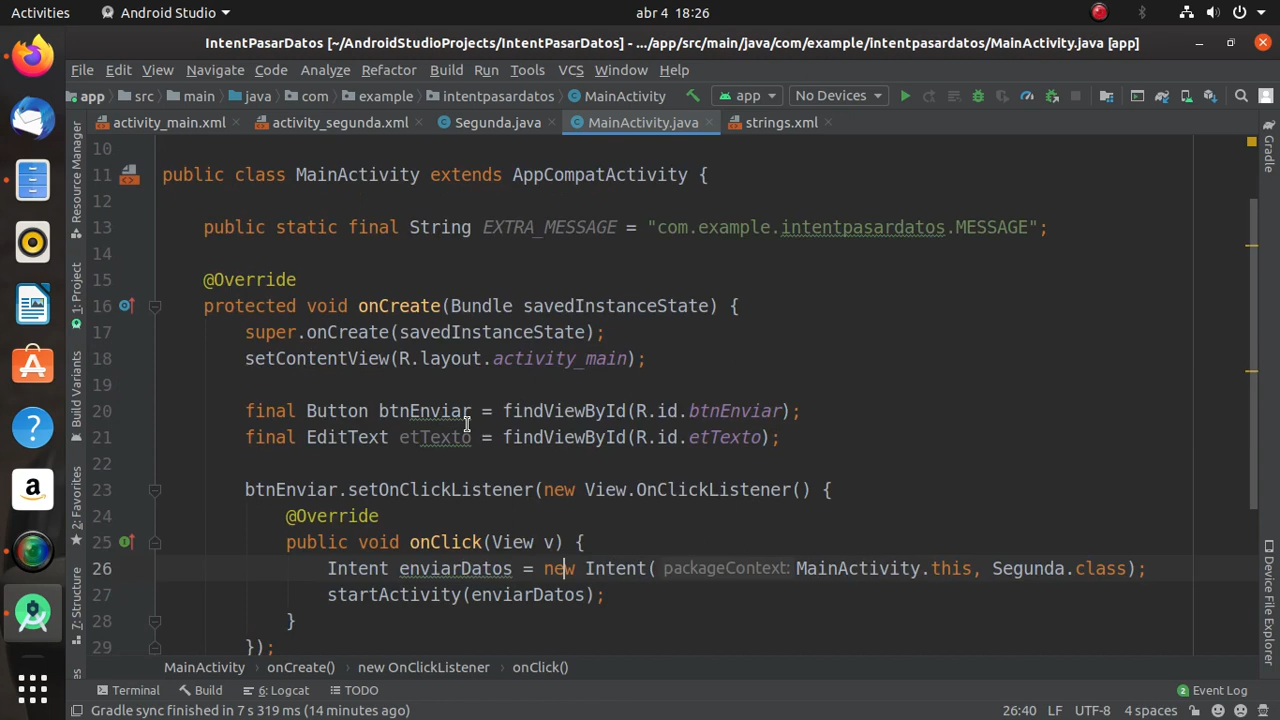 Activities Android Studio abr 4 18:26
IntentPasarDatos [~/AndroidStudioProjects/IntentPasarDatos] - .../app/src/main/java/com/example/intentpasardatos/MainActivity.java [app]
File Edit View Navigate Code Analyze Refactor Build Run Tools VCS Window Help
app src main java com example intentpasardatos MainActivity app No Devices
activity_main.xml activity_segunda.xml Segunda.java MainActivity.java strings.xml
10
11 public class MainActivity extends AppCompatActivity {
12
13 public static final String EXTRA_MESSAGE = "com.example.intentpasardatos.MESSAGE";
14
15 @Override
16 protected void onCreate(Bundle savedInstanceState) {
17 super.onCreate(savedInstanceState);
18 setContentView(R.layout.activity_main);
19
20 final Button btnEnviar = findViewById(R.id.btnEnviar);
21 final EditText etTexto = findViewById(R.id.etTexto);
22
23 btnEnviar.setOnClickListener(new View.OnClickListener() {
24 @Override
25 public void onClick(View v) {
26 Intent enviarDatos = new Intent( packageContext: MainActivity.this, Segunda.class);
27 startActivity(enviarDatos);
28 }
29 });
MainActivity onCreate() new OnClickListener onClick()
Terminal Build 6: Logcat TODO 2 Event Log
Gradle sync finished in 7 s 319 ms (14 minutes ago) 26:40 LF UTF-8 4 spaces
Resource Manager
1: Project
Build Variants
2: Favorites
7: Structure
Gradle
Device File Explorer